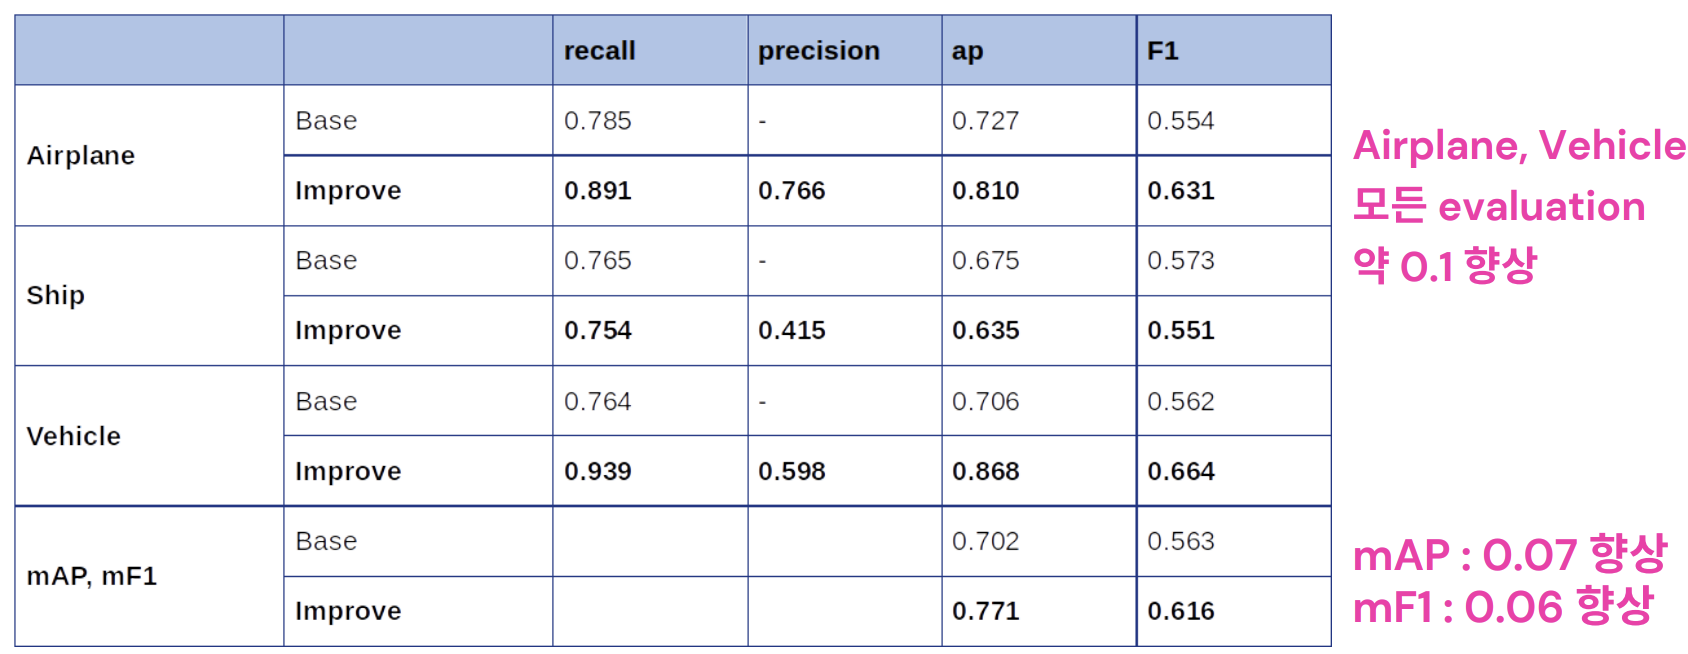 recall precision ap F1
Airplane Base 0.785 - 0.727 0.554
Improve 0.891 0.766 0.810 0.631
Ship Base 0.765 - 0.675 0.573
Improve 0.754 0.415 0.635 0.551
Vehicle Base 0.764 - 0.706 0.562
Improve 0.939 0.598 0.868 0.664
mAP, mF1 Base 0.702 0.563
Improve 0.771 0.616
Airplane, Vehicle
모든 evaluation
약 0.1 향상
mAP : 0.07 향상
mF1 : 0.06 향상